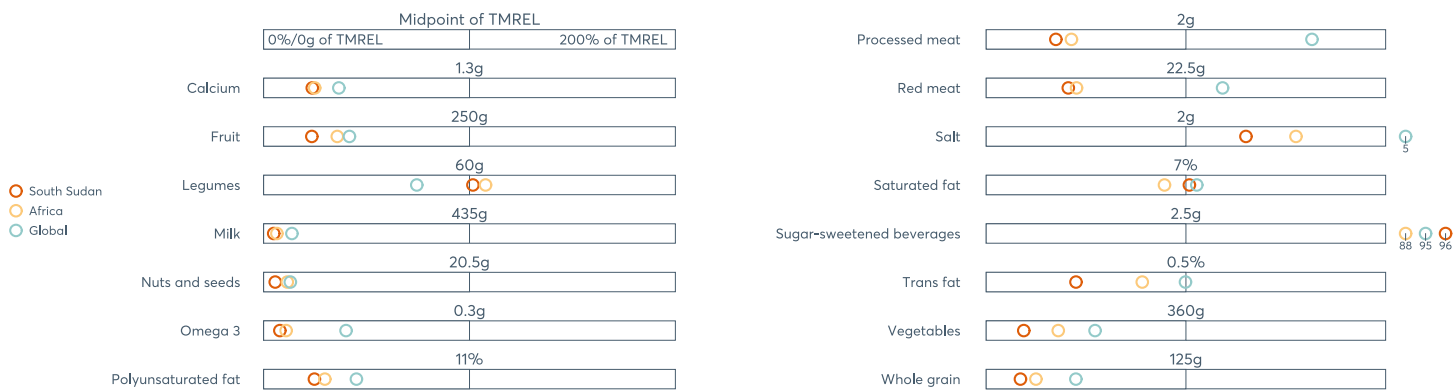 Midpoint of TMREL
0%/0g of TMREL 200% of TMREL
1.3g
Calcium
250g
Fruit
60g
Legumes
435g
Milk
20.5g
Nuts and seeds
0.3g
Omega 3
11%
Polyunsaturated fat
South Sudan
Africa
Global
2g
Processed meat
22.5g
Red meat
2g
Salt
5
7%
Saturated fat
2.5g
Sugar-sweetened beverages
88 95 96
0.5%
Trans fat
360g
Vegetables
125g
Whole grain